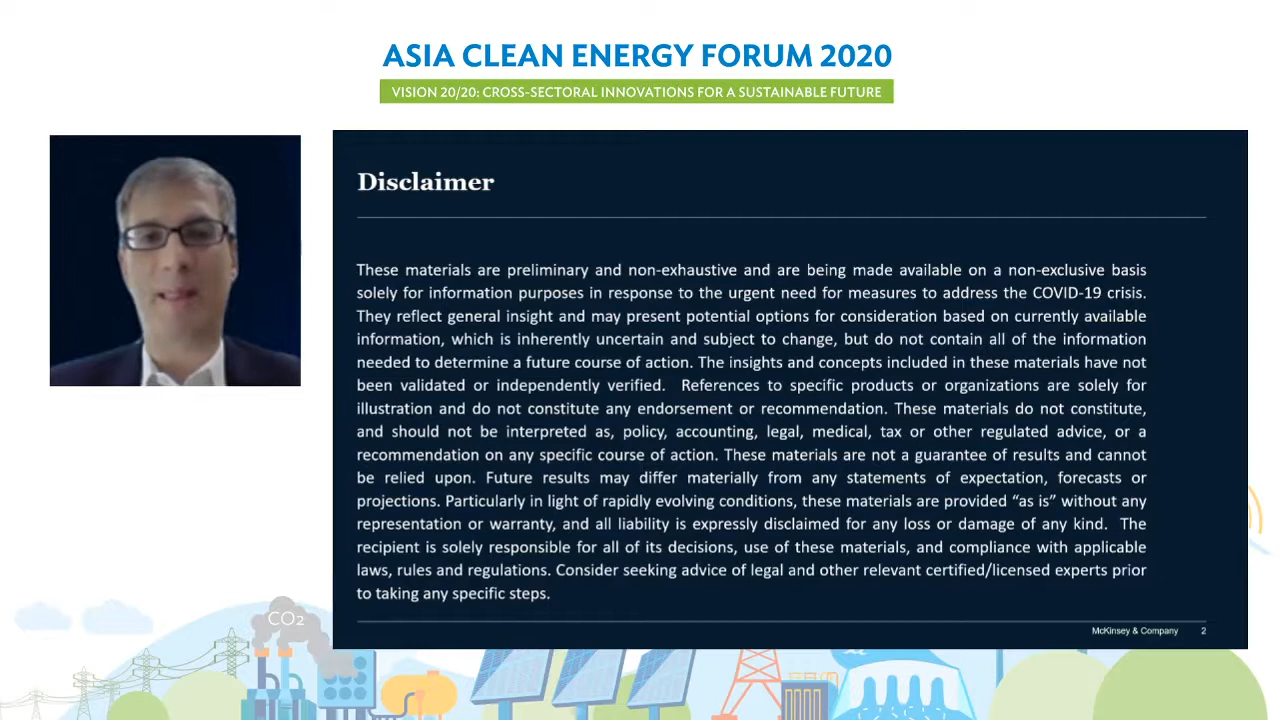 ASIA CLEAN ENERGY FORUM 2020
VISION 20/20: CROSS-SECTORAL INNOVATIONS FOR A SUSTAINABLE FUTURE
Disclaimer
These materials are preliminary and non-exhaustive and are being made available on a non-exclusive basis
solely for information purposes in response to the urgent need for measures to address the COVID-19 crisis.
They reflect general insight and may present potential options for consideration based on currently available
information, which is inherently uncertain and subject to change, but do not contain all of the information
needed to determine a future course of action. The insights and concepts included in these materials have not
been validated or independently verified.  References to specific products or organizations are solely for
illustration and do not constitute any endorsement or recommendation. These materials do not constitute,
and should not be interpreted as, policy, accounting, legal, medical, tax or other regulated advice, or a
recommendation on any specific course of action. These materials are not a guarantee of results and cannot
be relied upon. Future results may differ materially from any statements of expectation, forecasts or
projections. Particularly in light of rapidly evolving conditions, these materials are provided “as is” without any
representation or warranty, and all liability is expressly disclaimed for any loss or damage of any kind.  The
recipient is solely responsible for all of its decisions, use of these materials, and compliance with applicable
laws, rules and regulations. Consider seeking advice of legal and other relevant certified/licensed experts prior
to taking any specific steps.
McKinsey & Company 2
CO2